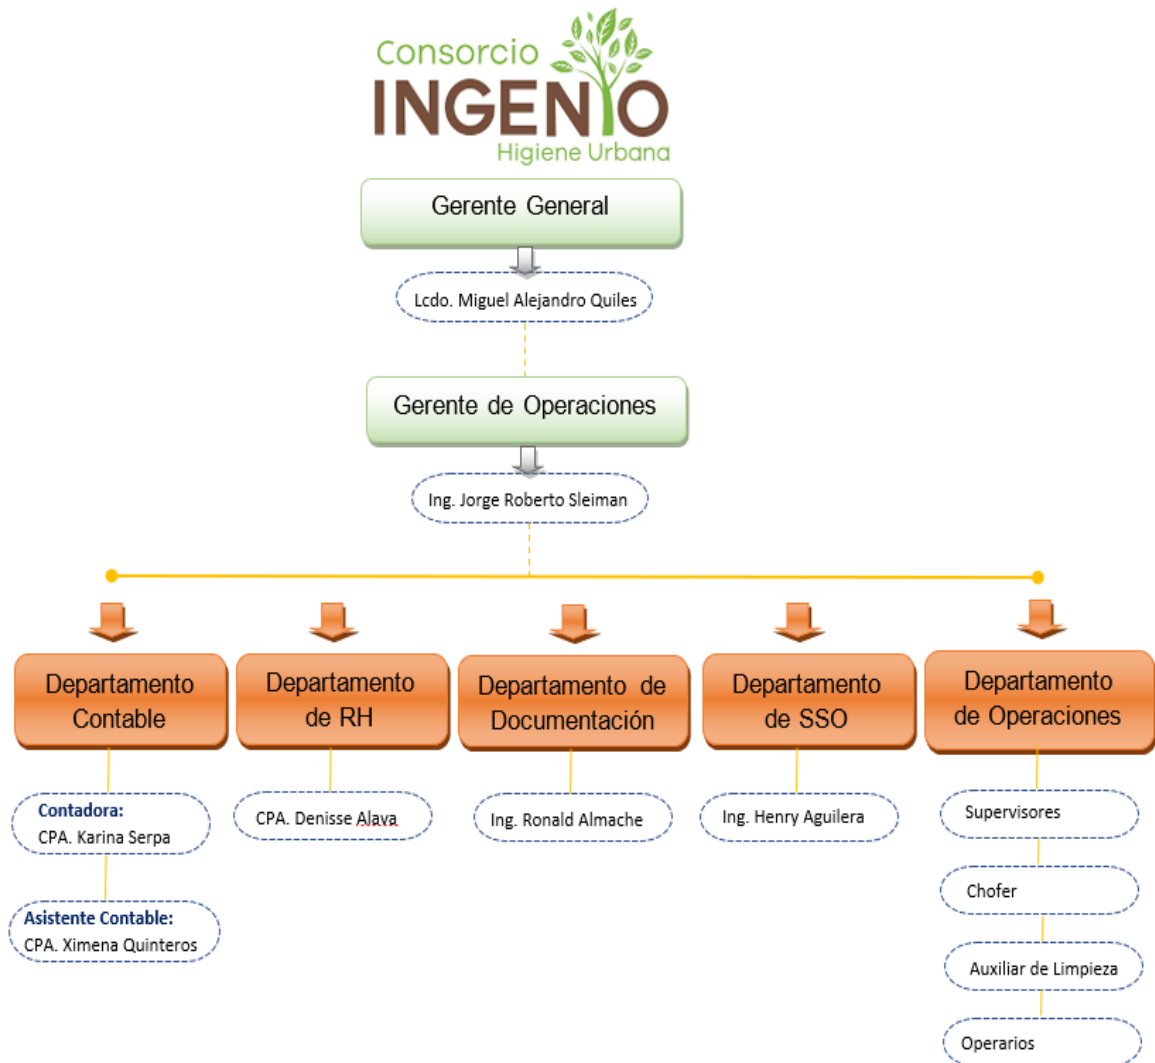 Consorcio
INGENIO
Higiene Urbana
Gerente General
Lcdo. Miguel Alejandro Quiles
Gerente de Operaciones
Ing. Jorge Roberto Sleiman
Departamento
Contable
Contadora:
CPA. Karina Serpa
Asistente Contable:
CPA. Ximena Quinteros
Departamento
de RH
CPA. Denisse Alava
Departamento de
Documentación
Ing. Ronald Almache
Departamento
de SSO
Ing. Henry Aguilera
Departamento
de Operaciones
Supervisores
Chofer
Auxiliar de Limpieza
Operarios